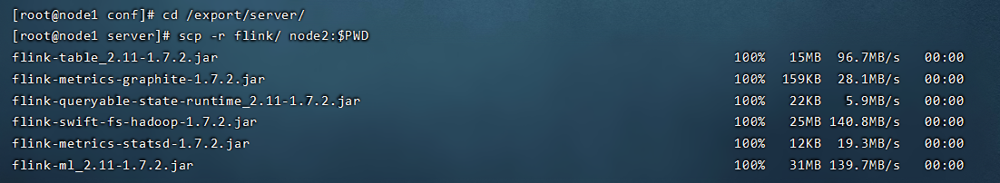 [root@node1 conf]# cd /export/server/
[root@node1 server]# scp -r flink/ node2:$PWD
flink-table_2.11-1.7.2.jar 100% 15MB 96.7MB/s 00:00
flink-metrics-graphite-1.7.2.jar 100% 159KB 28.1MB/s 00:00
flink-queryable-state-runtime_2.11-1.7.2.jar 100% 22KB 5.9MB/s 00:00
flink-swift-fs-hadoop-1.7.2.jar 100% 25MB 140.8MB/s 00:00
flink-metrics-statsd-1.7.2.jar 100% 12KB 19.3MB/s 00:00
flink-ml_2.11-1.7.2.jar 100% 31MB 139.7MB/s 00:00